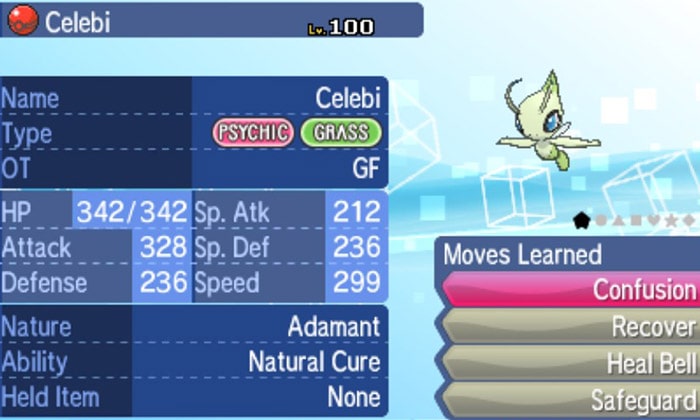 Celebi Lv.100
Name Celebi
Type PSYCHIC GRASS
OT GF
HP 342/342 Sp. Atk 212
Attack 328 Sp. Def 236
Defense 236 Speed 299
Nature Adamant
Ability Natural Cure
Held Item None
Moves Learned
Confusion
Recover
Heal Bell
Safeguard